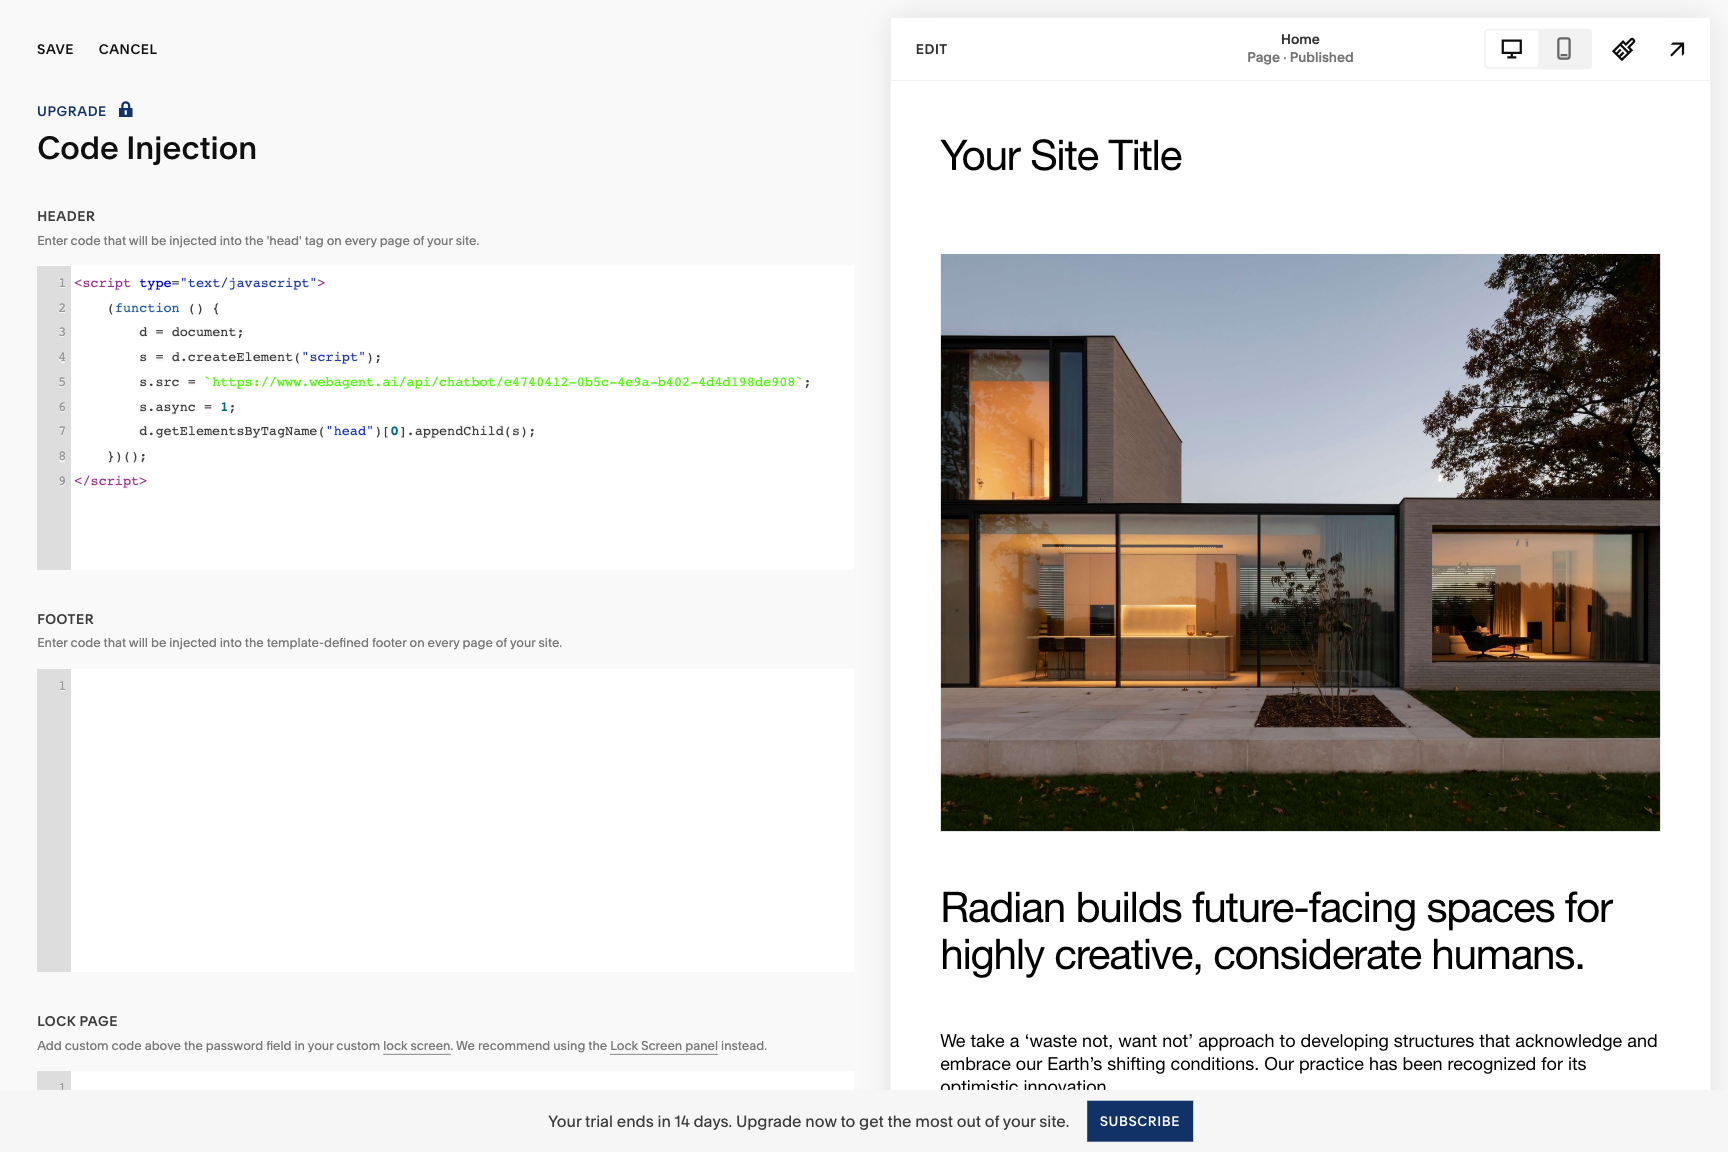 SAVE CANCEL
UPGRADE
Code Injection
HEADER
Enter code that will be injected into the 'head' tag on every page of your site.
1 <script type="text/javascript">
2     (function () {
3         d = document;
4         s = d.createElement("script");
5         s.src = `https://www.webagent.ai/api/chatbot/e4740412-0b5c-4e9a-b402-4d4d198de908`;
6         s.async = 1;
7         d.getElementsByTagName("head")[0].appendChild(s);
8     })();
9 </script>
FOOTER
Enter code that will be injected into the template-defined footer on every page of your site.
1
LOCK PAGE
Add custom code above the password field in your custom lock screen. We recommend using the Lock Screen panel instead.
1
EDIT
Home
Page · Published
Your Site Title
Radian builds future-facing spaces for
highly creative, considerate humans.
We take a ‘waste not, want not’ approach to developing structures that acknowledge and
embrace our Earth’s shifting conditions. Our practice has been recognized for its
optimistic innovation
Your trial ends in 14 days. Upgrade now to get the most out of your site. SUBSCRIBE